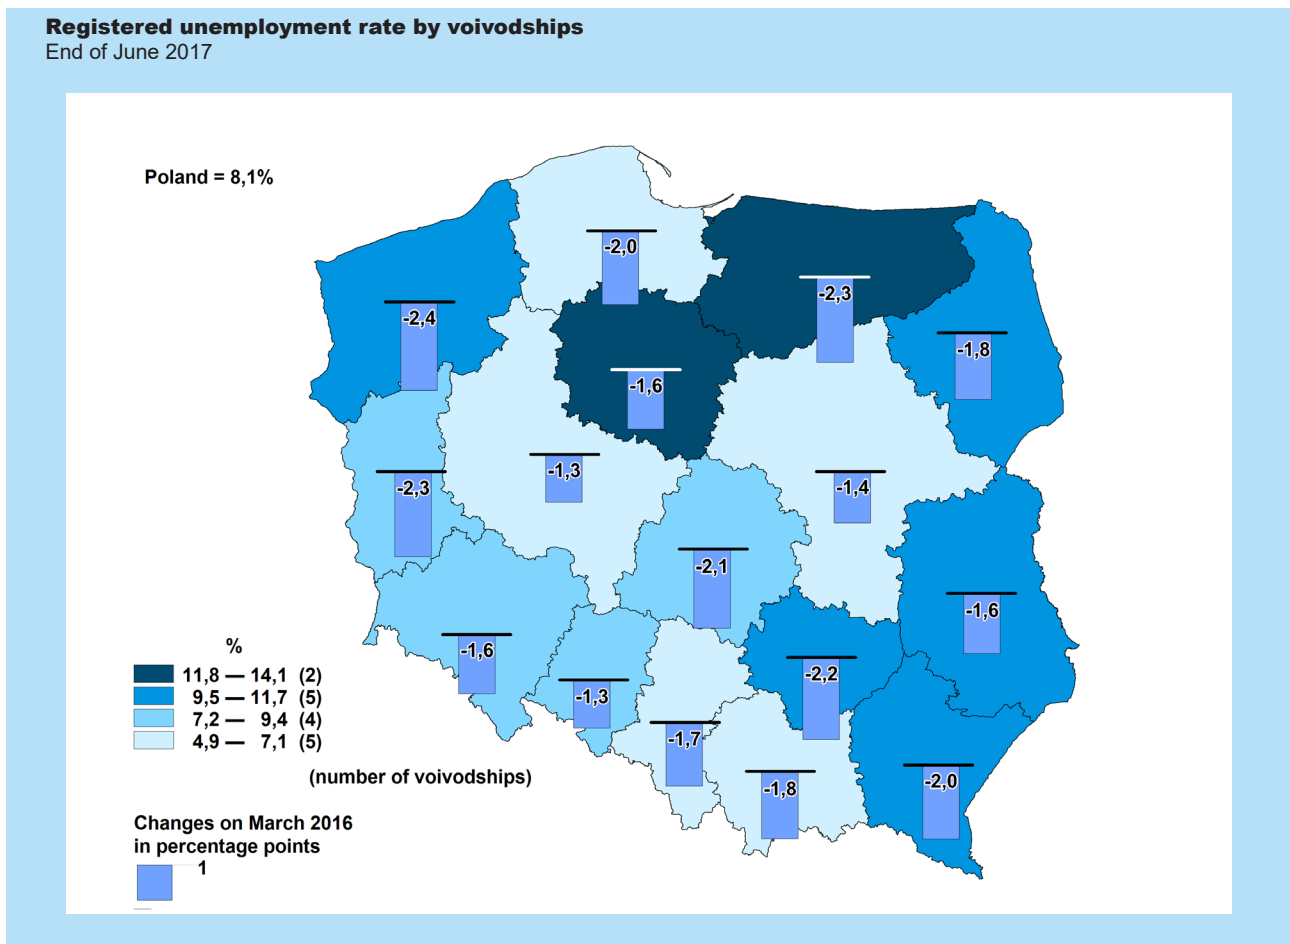 Registered unemployment rate by voivodships
End of June 2017
Poland = 8,1%
-2,0
-2,3
-2,4
-1,8
-1,6
-1,3
-2,3
-1,4
-2,1
-1,6
-1,6
-2,2
-1,3
-1,7
-1,8
-2,0
%
11,8 — 14,1 (2)
9,5 — 11,7 (5)
7,2 — 9,4 (4)
4,9 — 7,1 (5)
(number of voivodships)
Changes on March 2016
in percentage points
1